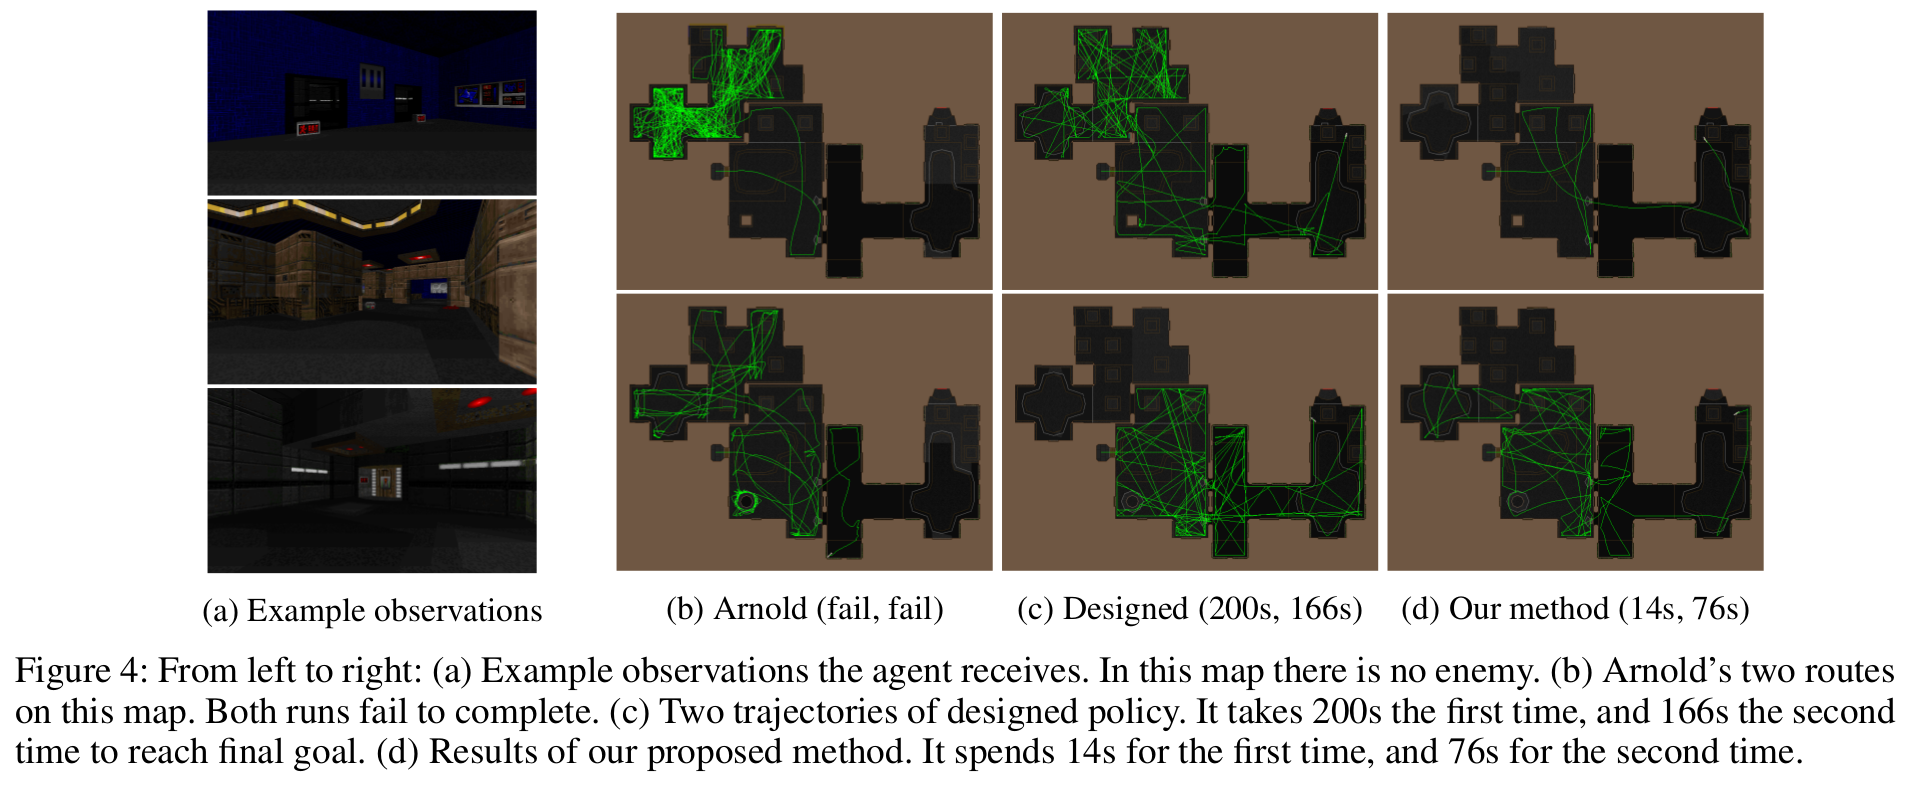 (a) Example observations
(b) Arnold (fail, fail)
(c) Designed (200s, 166s)
(d) Our method (14s, 76s)
Figure 4: From left to right: (a) Example observations the agent receives. In this map there is no enemy. (b) Arnold's two routes
on this map. Both runs fail to complete. (c) Two trajectories of designed policy. It takes 200s the first time, and 166s the second
time to reach final goal. (d) Results of our proposed method. It spends 14s for the first time, and 76s for the second time.